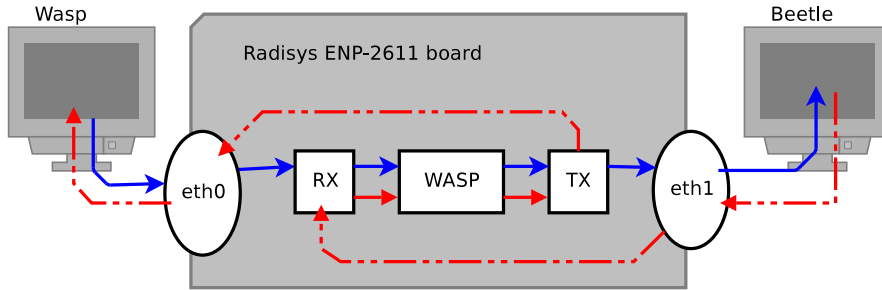 Wasp
Beetle
Radisys ENP-2611 board
eth0
RX
WASP
TX
eth1